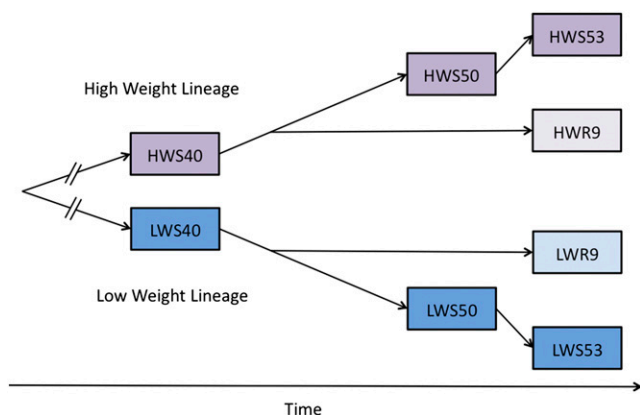 HWS53
HWS50
High Weight Lineage
HWR9
HWS40
LWS40
LWR9
Low Weight Lineage
LWS50
LWS53
Time